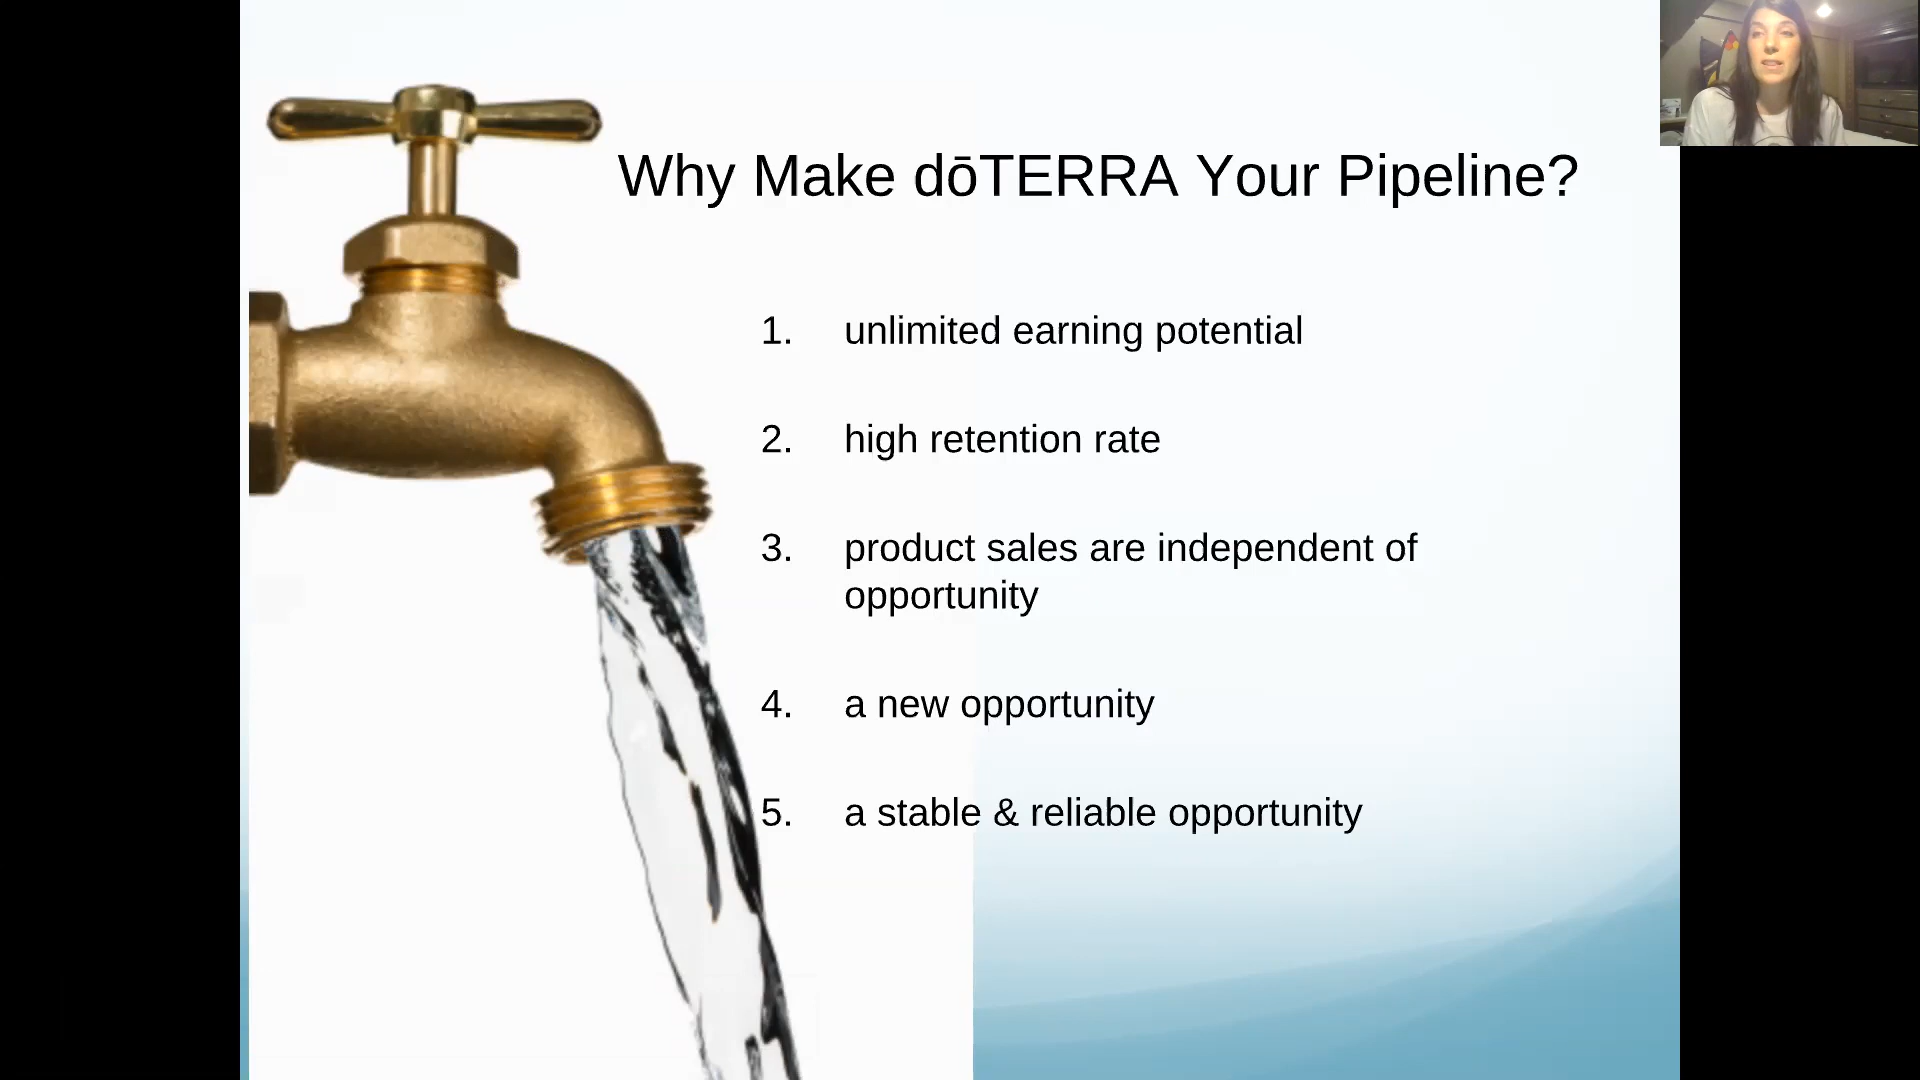 Why Make dōTERRA Your Pipeline?
1. unlimited earning potential
2. high retention rate
3. product sales are independent of
opportunity
4. a new opportunity
5. a stable & reliable opportunity